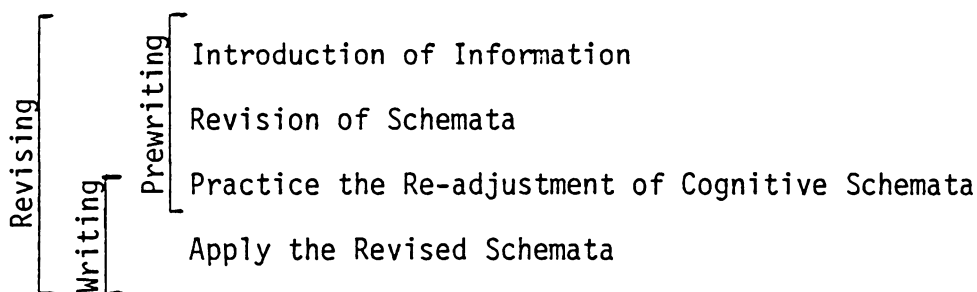 Revising
Writing
Prewriting
Introduction of Information
Revision of Schemata
Practice the Re-adjustment of Cognitive Schemata
Apply the Revised Schemata